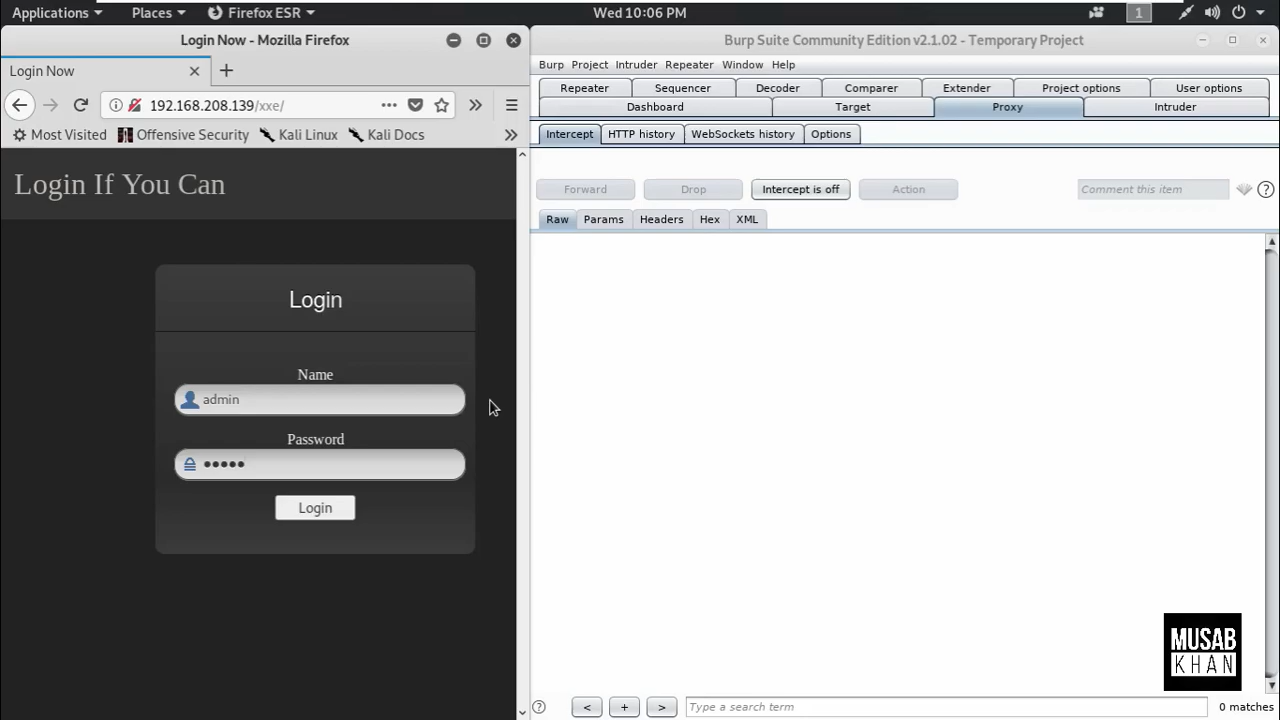 Applications Places Firefox ESR Wed 10:06 PM 1
Login Now - Mozilla Firefox
Login Now
192.168.208.139/xxe/
Most Visited Offensive Security Kali Linux Kali Docs
Login If You Can
Login
Name
admin
Password
Login
Burp Suite Community Edition v2.1.02 - Temporary Project
Burp Project Intruder Repeater Window Help
Repeater Sequencer Decoder Comparer Extender Project options User options
Dashboard Target Proxy Intruder
Intercept HTTP history WebSockets history Options
Forward Drop Intercept is off Action Comment this item ?
Raw Params Headers Hex XML
? < + > Type a search term 0 matches
MUSAB
KHAN